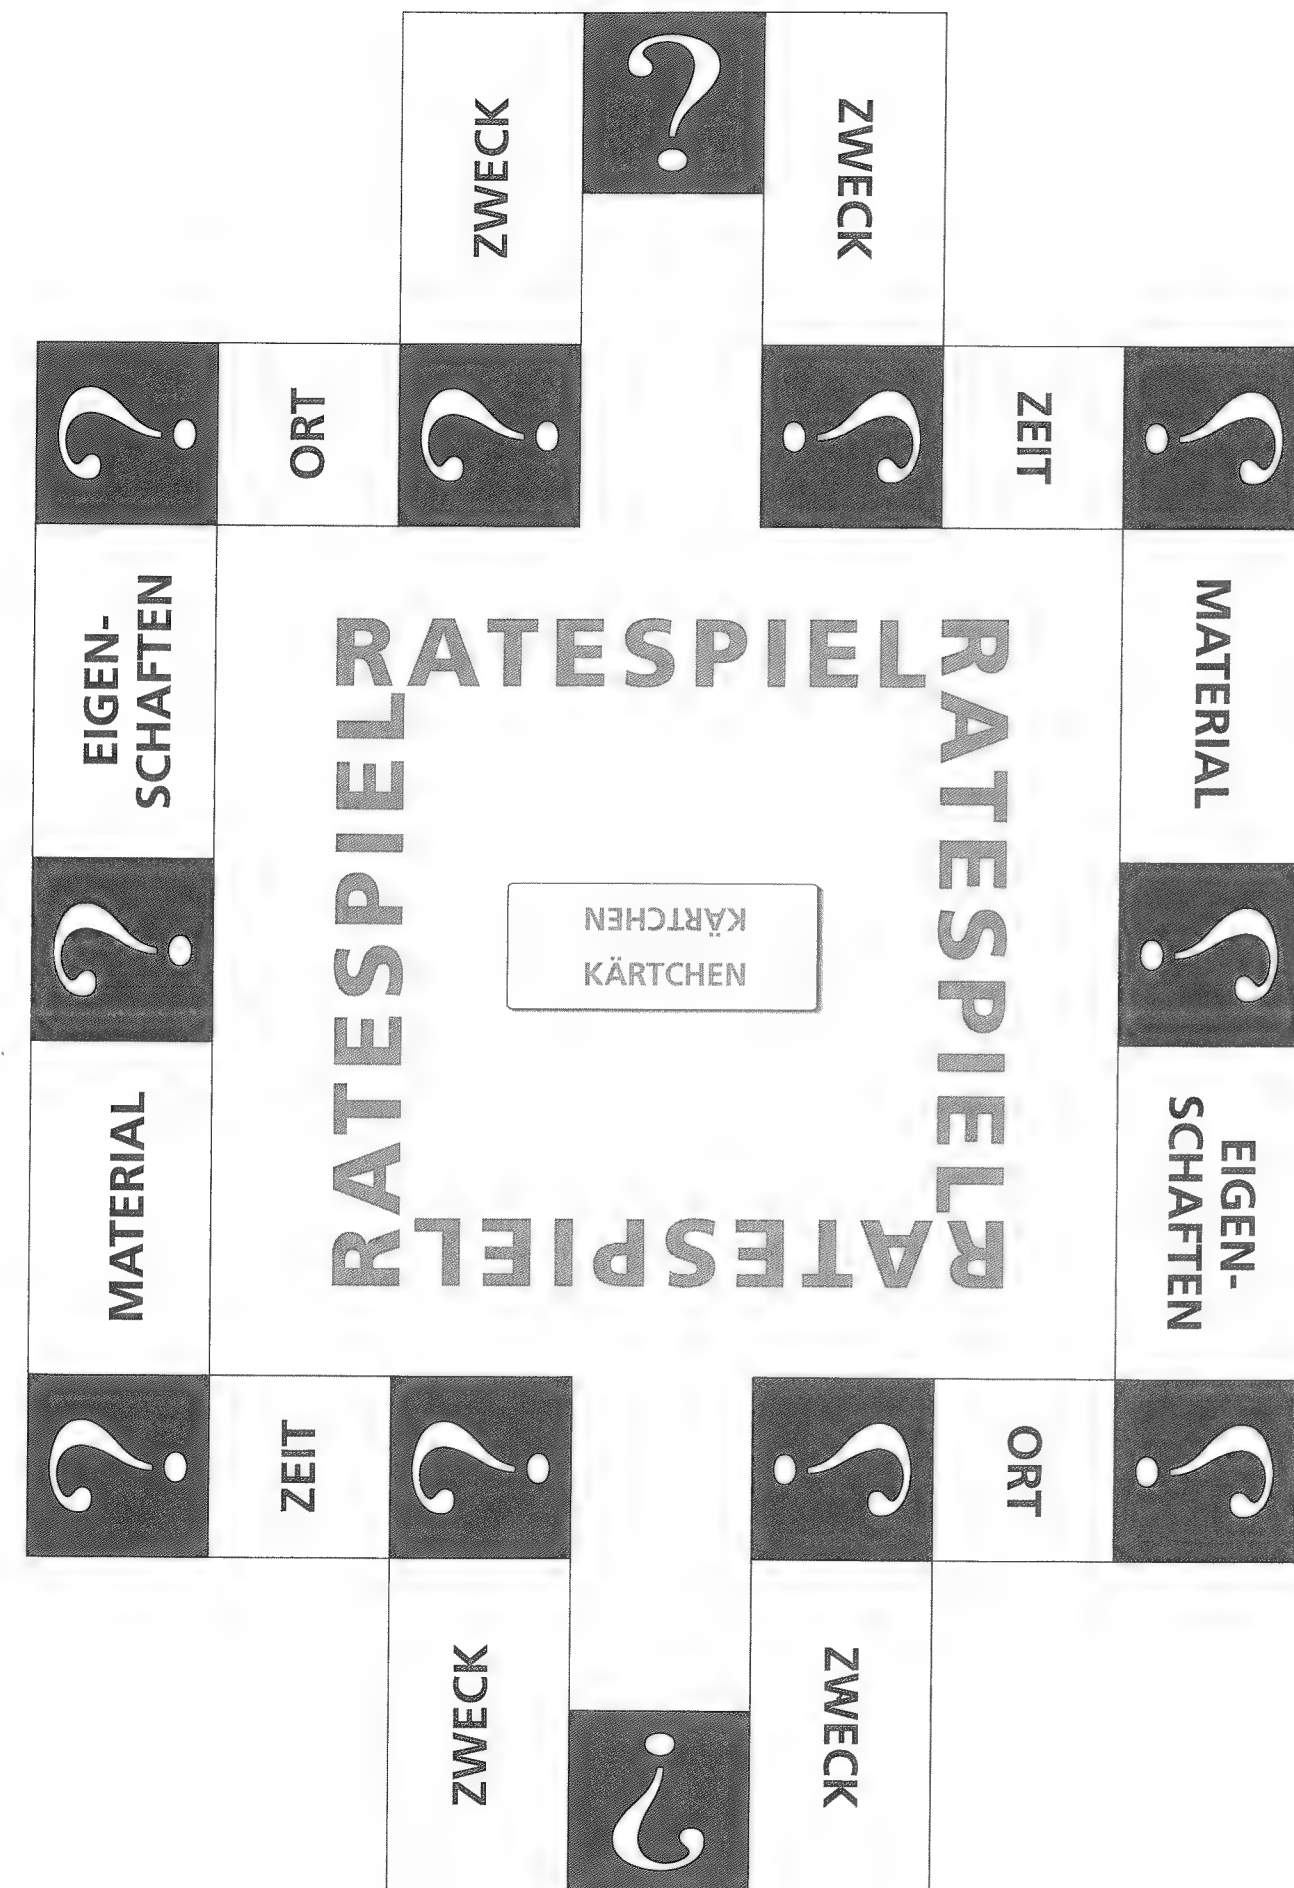 ?
ZWECK
ZWECK
?
ORT
?
?
ZEIT
?
EIGEN-
SCHAFTEN
MATERIAL
RATESPIEL
RATESPIEL
RATESPIEL
RATESPIEL
KÄRTCHEN
KÄRTCHEN
?
?
MATERIAL
EIGEN-
SCHAFTEN
?
ZEIT
?
?
ORT
?
ZWECK
ZWECK
?